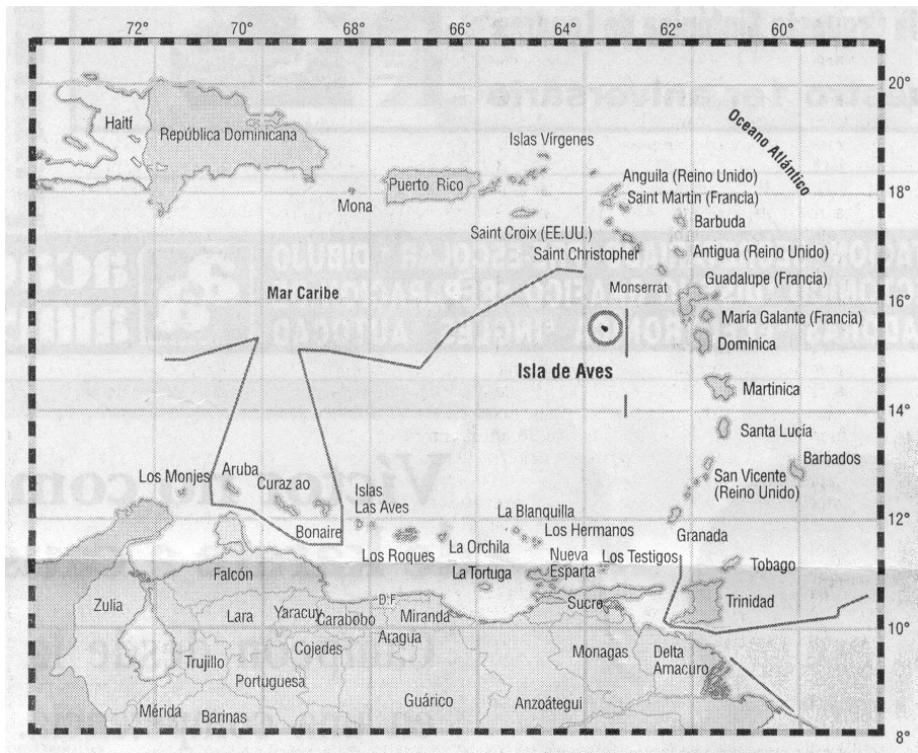 72°
70°
68°
66°
64°
62°
60°
20°
Oceano Atlántico
Haití
República Dominicana
Islas Vírgenes
Puerto Rico
Anguila (Reino Unido)
18°
Mona
Saint Martin (Francia)
Barbuda
Saint Croix (EE.UU.)
Saint Christopher
Antigua (Reino Unido)
Monserrat
Guadalupe (Francia)
Mar Caribe
16°
María Galante (Francia)
Dominica
Isla de Aves
Martinica
14°
Santa Lucía
Barbados
Los Monjes
Aruba
Curaz ao
Islas
Las Aves
San Vicente
(Reino Unido)
La Blanquilla
12°
Bonaire
Los Hermanos
Granada
Los Roques
La Orchila
Nueva
Esparta
Los Testigos
Tobago
Falcón
La Tortuga
Zulia
D.F.
Sucre
Trinidad
Lara
Yaracuy
Carabobo
Miranda
10°
Aragua
Cojedes
Monagas
Delta
Amacuro
Trujillo
Portuguesa
Guárico
Anzoátegui
Mérida
Barinas
8°